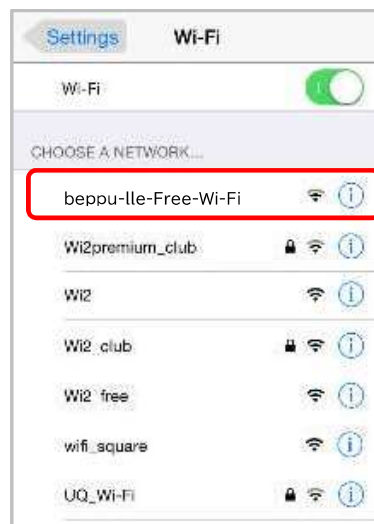 Settings Wi-Fi
Wi-Fi
CHOOSE A NETWORK...
beppu-lle-Free-Wi-Fi
Wi2premium_club
Wi2
Wi2_club
Wi2_free
wifi_square
UQ_Wi-Fi